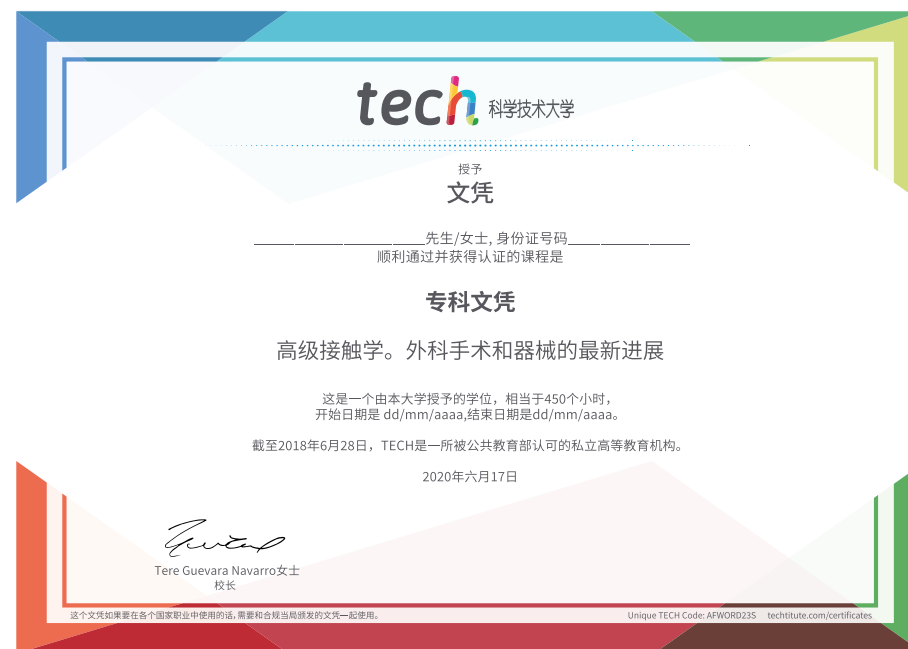 tech 科学技术大学
授予
文凭
先生/女士, 身份证号码
顺利通过并获得认证的课程是
专科文凭
高级接触学。外科手术和器械的最新进展
这是一个由本大学授予的学位，相当于450个小时，
开始日期是 dd/mm/aaaa,结束日期是dd/mm/aaaa。
截至2018年6月28日，TECH是一所被公共教育部认可的私立高等教育机构。
2020年六月17日
Tere Guevara Navarro女士
校长
这个文凭如果要在各个国家职业中使用的话,需要和合规当局颁发的文凭一起使用。
Unique TECH Code: AFWORD23S techtitute.com/certificates